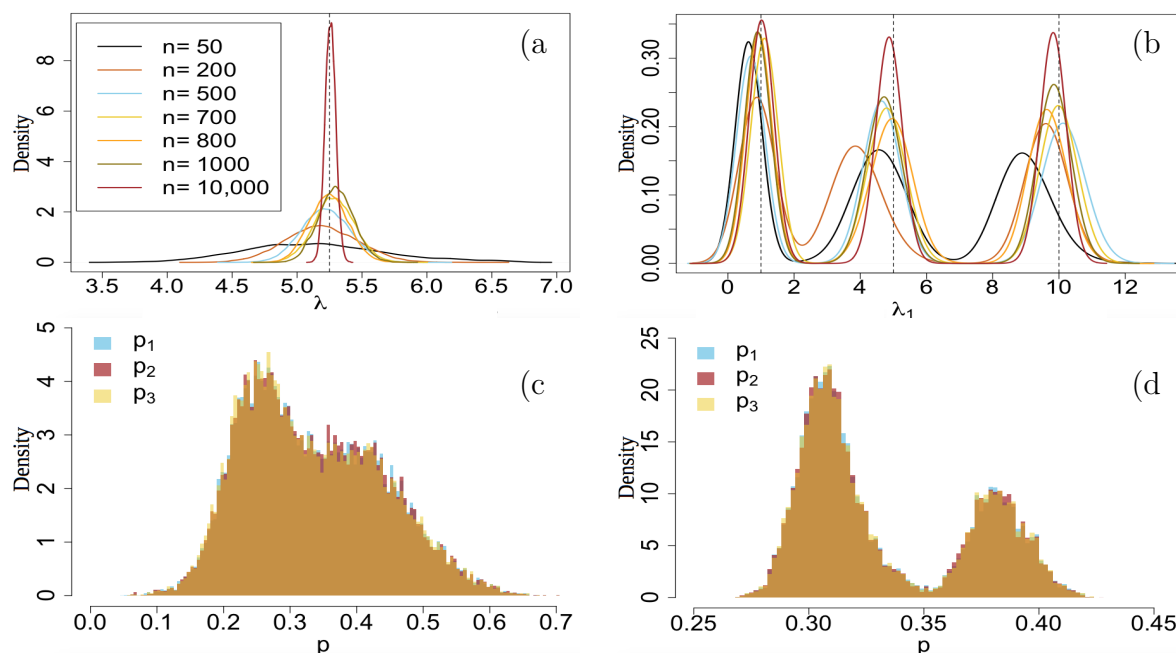 (a
Density
0 2 4 6 8
n= 50
n= 200
n= 500
n= 700
n= 800
n= 1000
n= 10,000
3.5 4.0 4.5 5.0 5.5 6.0 6.5 7.0
λ
(b
Density
0.00 0.10 0.20 0.30
0 2 4 6 8 10 12
λ1
(c
Density
0 1 2 3 4 5
p1
p2
p3
0.0 0.1 0.2 0.3 0.4 0.5 0.6 0.7
p
(d
Density
0 5 10 15 20 25
p1
p2
p3
0.25 0.30 0.35 0.40 0.45
p